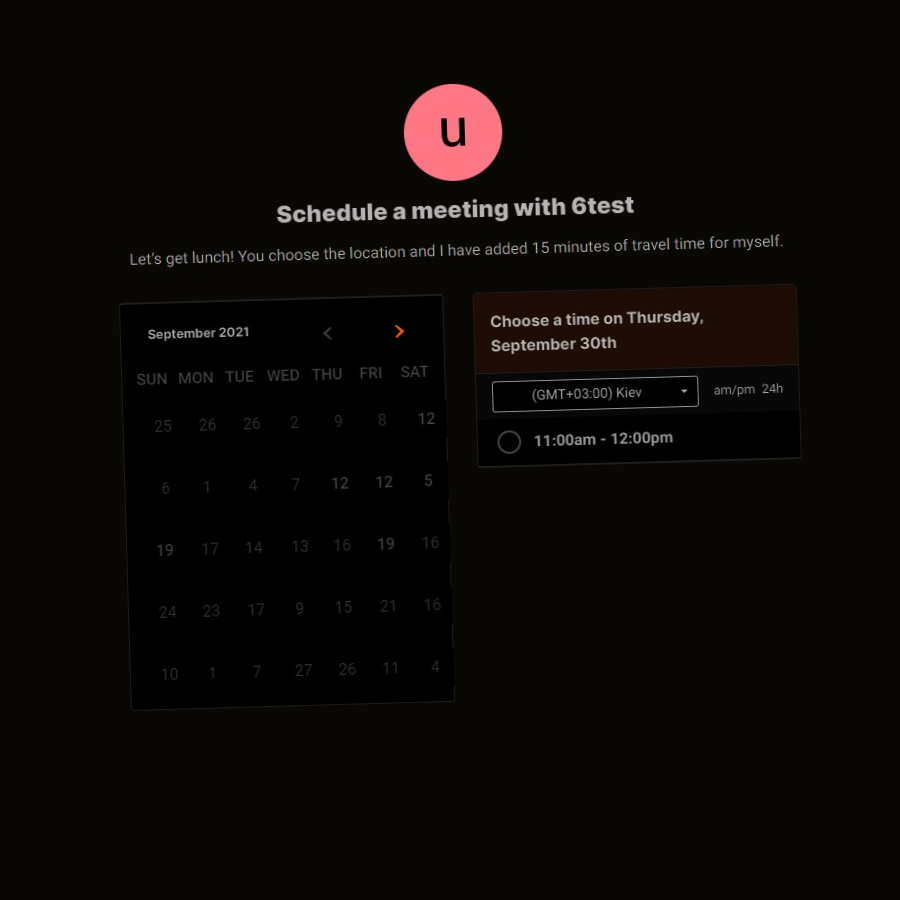 u
Schedule a meeting with 6test
Let's get lunch! You choose the location and I have added 15 minutes of travel time for myself.
September 2021
SUN MON TUE WED THU FRI SAT
25 26 26 2 9 8 12
6 1 4 7 12 12 5
19 17 14 13 16 19 16
24 23 17 9 15 21 16
10 1 7 27 26 11 4
Choose a time on Thursday,
September 30th
(GMT+03:00) Kiev
am/pm 24h
11:00am - 12:00pm